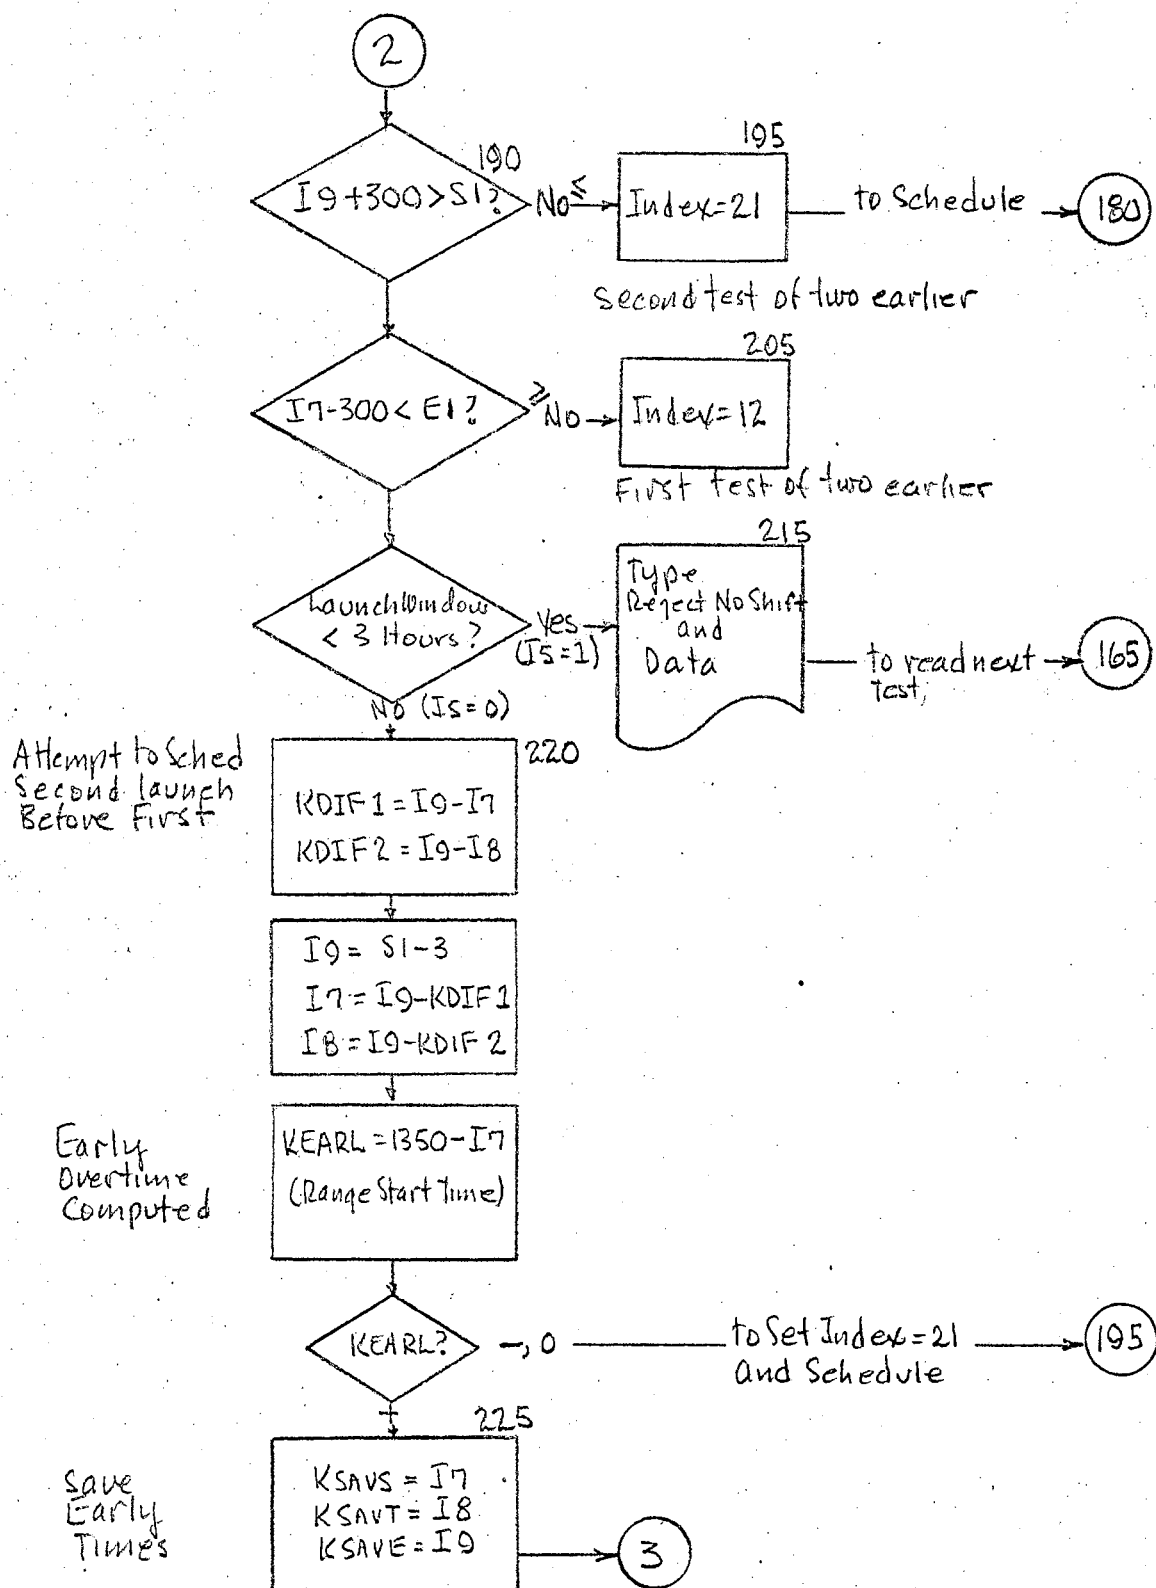 2
190
I9+300>S1?
No ≤
195
Index=21
to Schedule
180
Second test of two earlier
I7-300<E1?
≥ No
205
Index=12
First test of two earlier
Launch Window
< 3 Hours?
Yes
(IS=1)
215
Type
Reject No Shift
and
Data
to read next
Test,
165
No (IS=0)
Attempt to Sched
Second launch
Before First
220
KDIF1=I9-I7
KDIF2=I9-I8
I9= S1-3
I7=I9-KDIF1
I8=I9-KDIF2
Early
Overtime
Computed
KEARL=1350-I7
(Range Start Time)
KEARL?
-,0
to Set Index=21
and Schedule
195
+
225
Save
Early
Times
KSAVS = I7
KSAVT = I8
KSAVE = I9
3